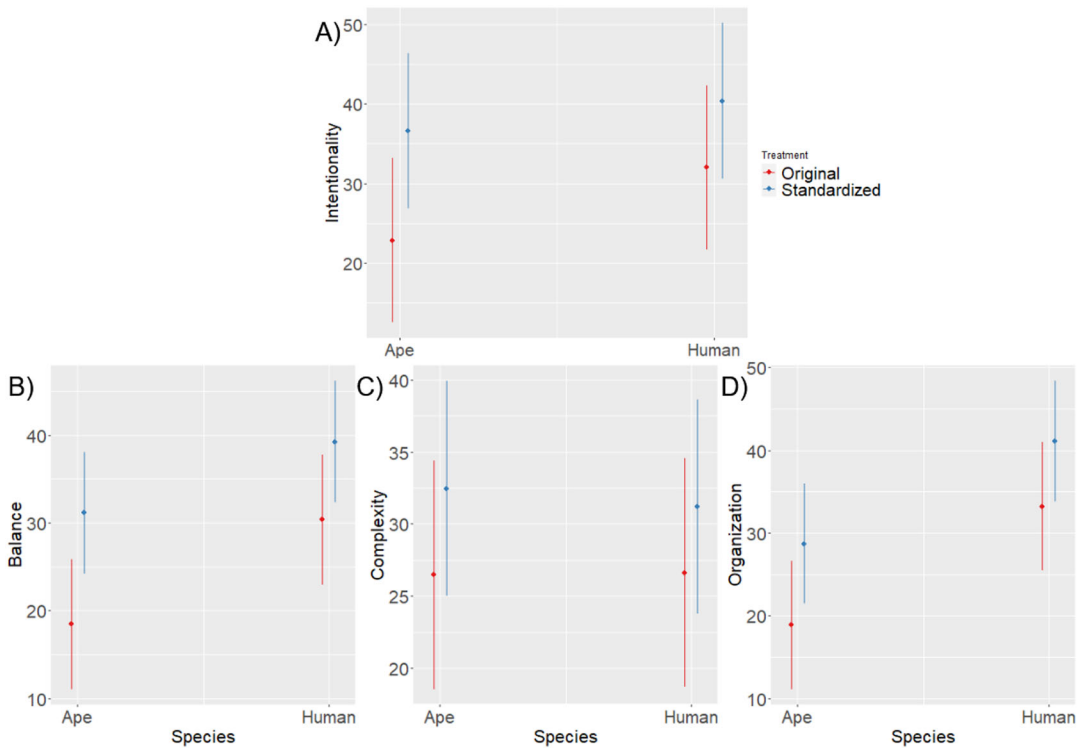 A)
50
40
30
20
Intentionality
Ape
Human
Treatment
Original
Standardized
B)
40
30
20
10
Balance
Ape
Human
Species
C)
40
35
30
25
20
Complexity
Ape
Human
Species
D)
50
40
30
20
10
Organization
Ape
Human
Species